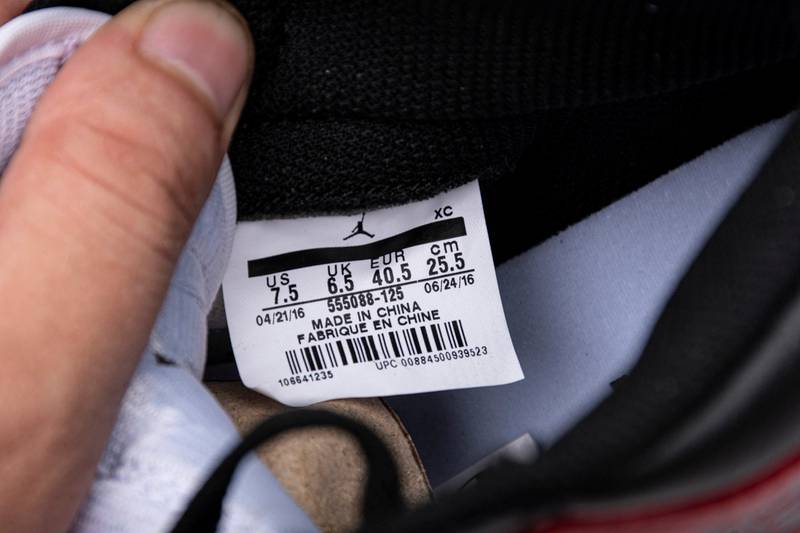 XC
US UK EUR cm
7.5 6.5 40.5 25.5
04/21/16 555088-125 06/24/16
MADE IN CHINA
FABRIQUE EN CHINE
106641235 UPC 00884500939523